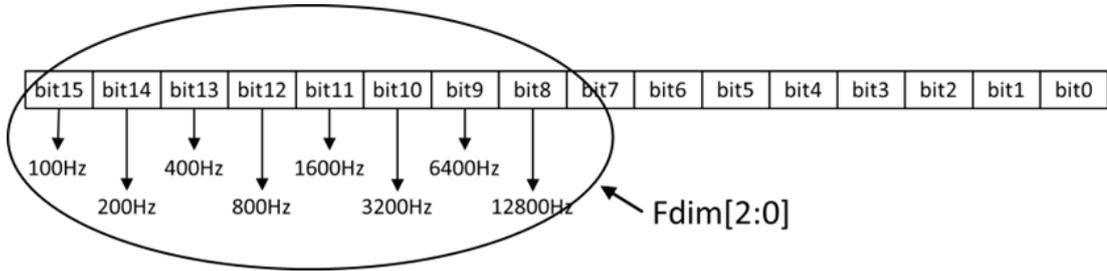 bit15 bit14 bit13 bit12 bit11 bit10 bit9 bit8 bit7 bit6 bit5 bit4 bit3 bit2 bit1 bit0
100Hz 400Hz 1600Hz 6400Hz
200Hz 800Hz 3200Hz 12800Hz
Fdim[2:0]